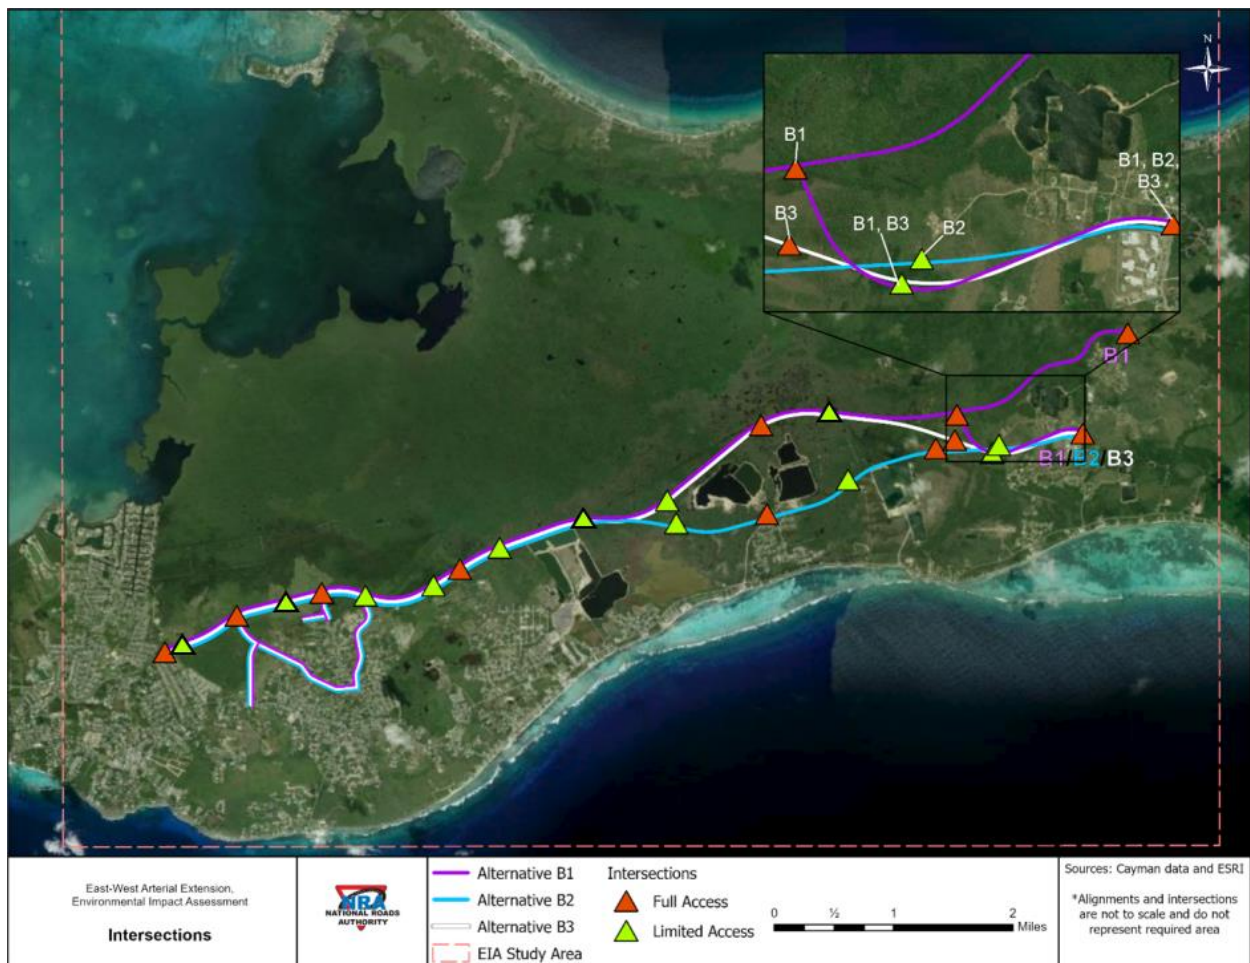 N
B1
B1, B2,
B3
B3
B1, B3
B2
B1
B1/B2/B3
East-West Arterial Extension,
Environmental Impact Assessment
Intersections
NRA
NATIONAL ROADS
AUTHORITY
Alternative B1
Alternative B2
Alternative B3
EIA Study Area
Intersections
Full Access
Limited Access
0 ½ 1 2
Miles
Sources: Cayman data and ESRI
*Alignments and intersections
are not to scale and do not
represent required area